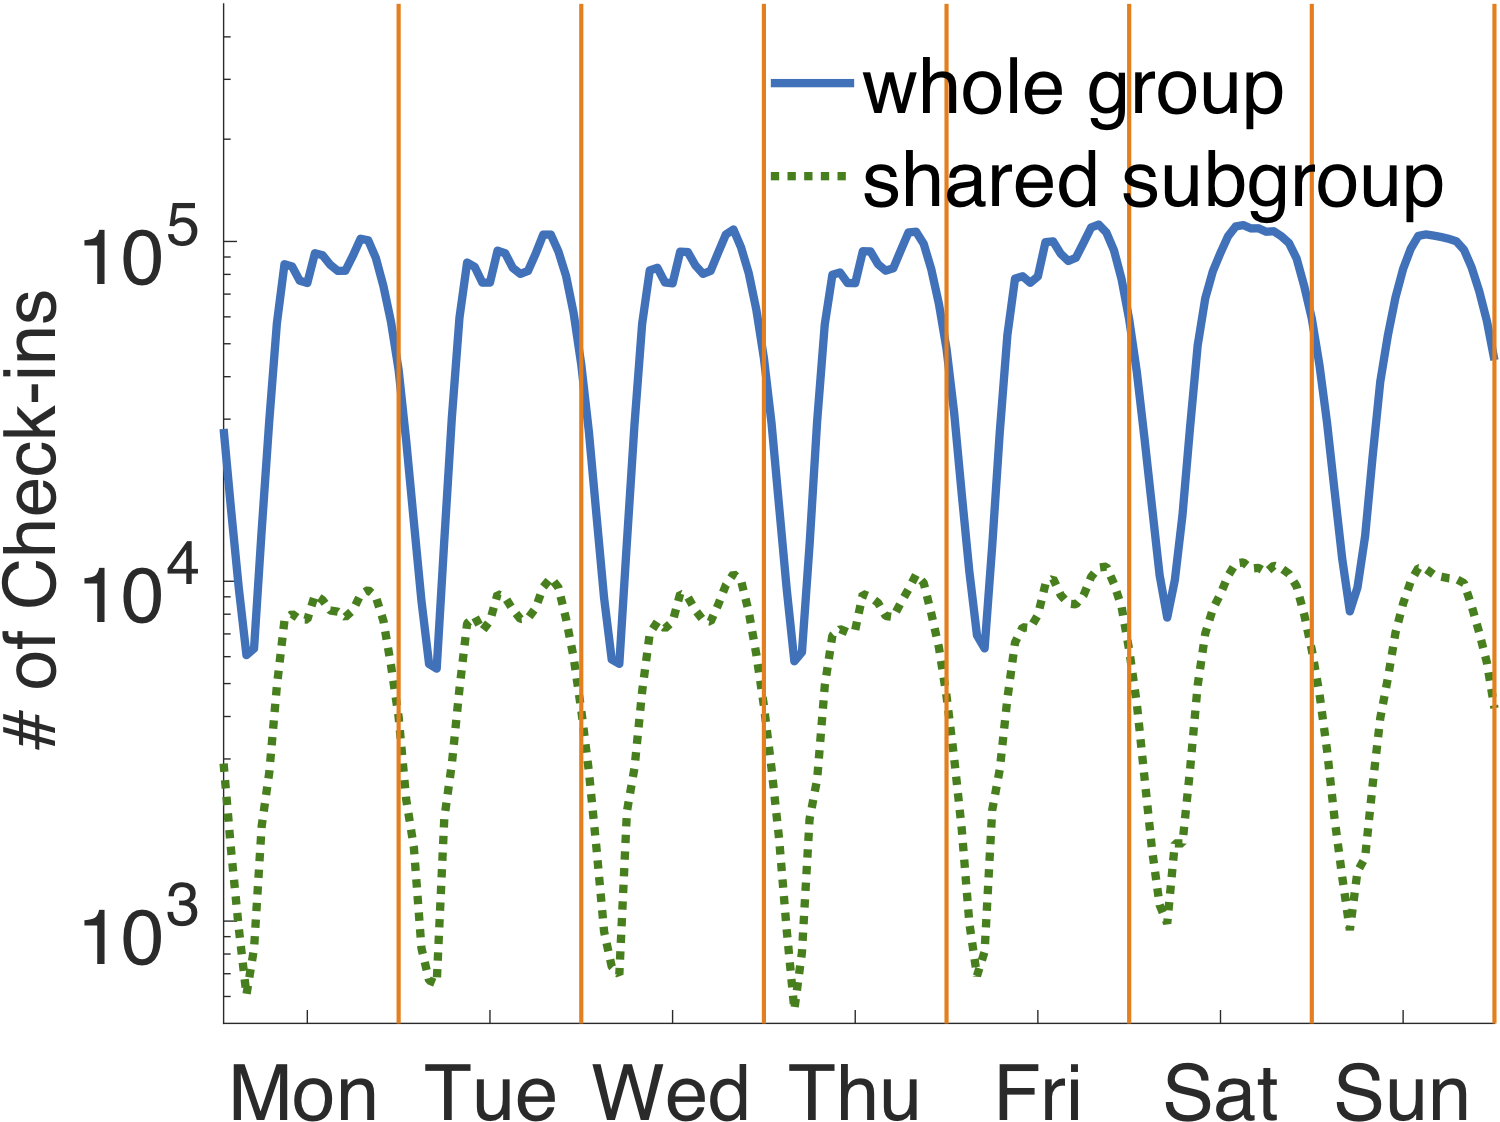 whole group
shared subgroup
# of Check-ins
10^5
10^4
10^3
Mon Tue Wed Thu Fri Sat Sun